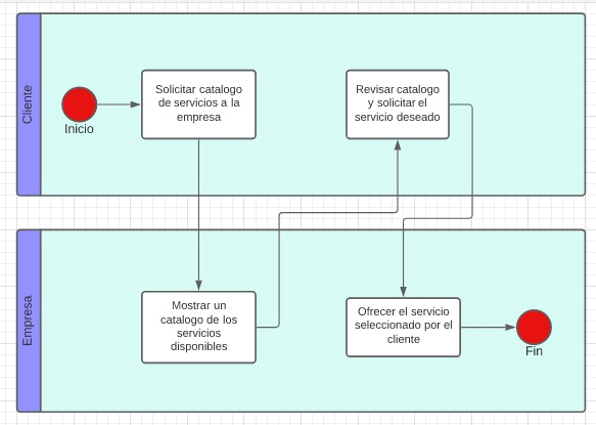 Cliente
Inicio
Solicitar catalogo
de servicios a la
empresa
Revisar catalogo
y solicitar el
servicio deseado
Empresa
Mostrar un
catalogo de los
servicios
disponibles
Ofrecer el servicio
seleccionado por el
cliente
Fin